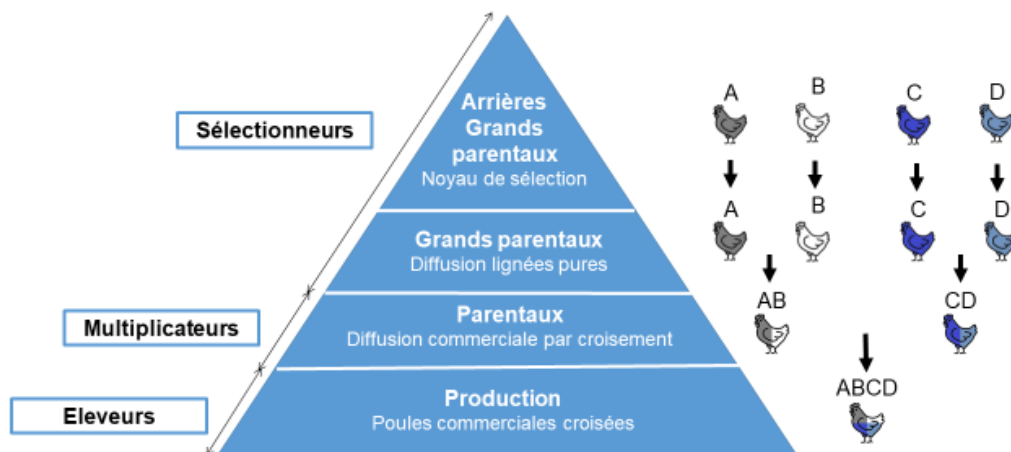 Sélectionneurs
Arrières
Grands
parentaux
Noyau de sélection
Grands parentaux
Diffusion lignées pures
Multiplicateurs
Parentaux
Diffusion commerciale par croisement
Eleveurs
Production
Poules commerciales croisées
A B C D
A B C D
AB CD
ABCD